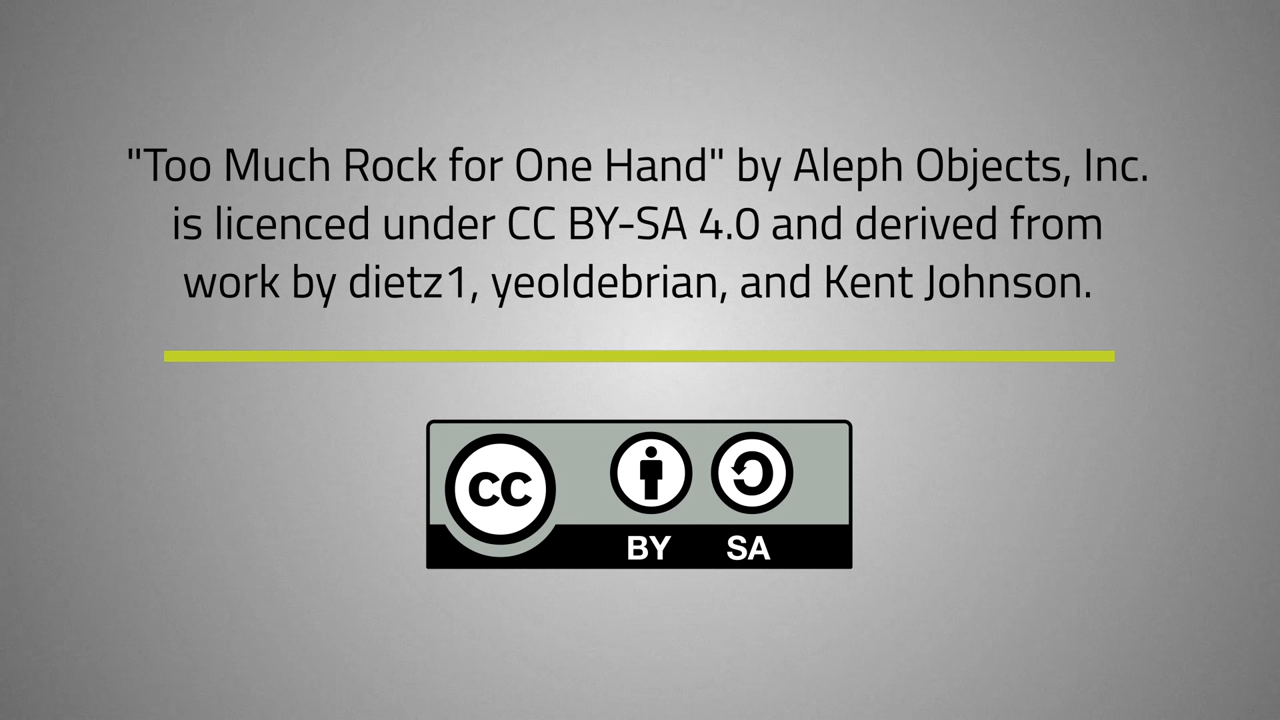 "Too Much Rock for One Hand" by Aleph Objects, Inc.
is licenced under CC BY-SA 4.0 and derived from
work by dietz1, yeoldebrian, and Kent Johnson.
CC
BY SA